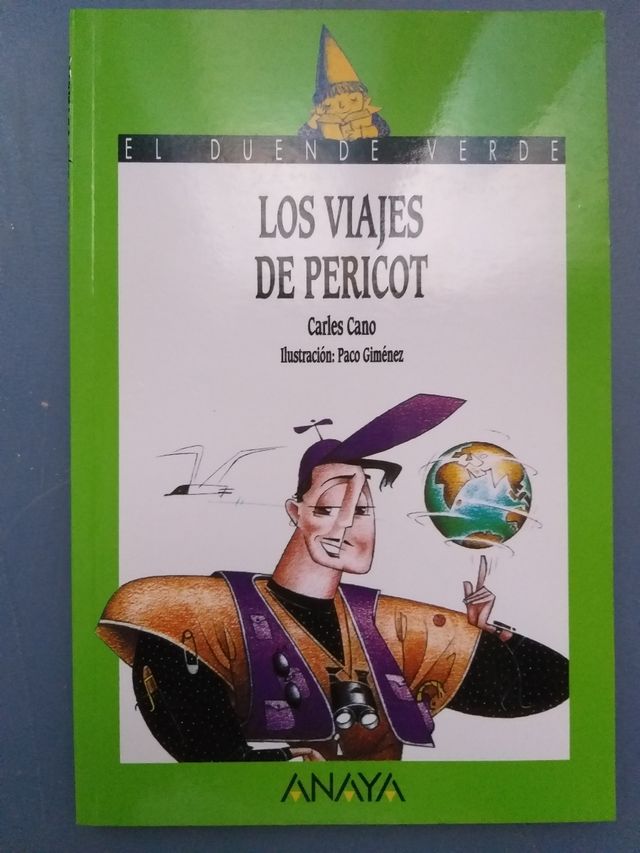 EL DUENDE VERDE
LOS VIAJES
DE PERICOT
Carles Cano
Ilustración: Paco Giménez
ANAYA